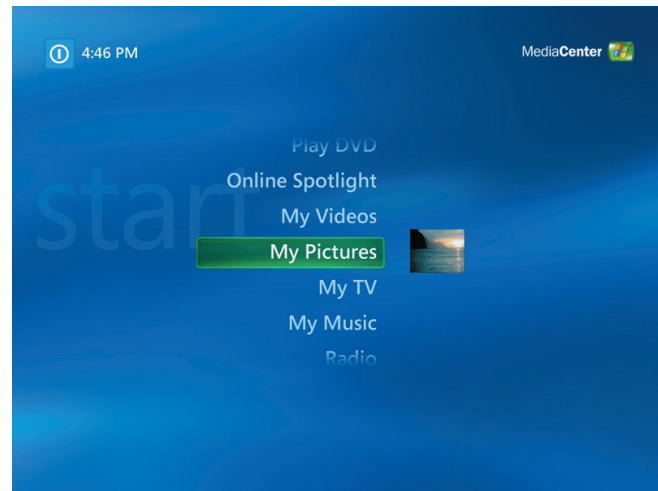 4:46 PM
MediaCenter
start
Play DVD
Online Spotlight
My Videos
My Pictures
My TV
My Music
Radio